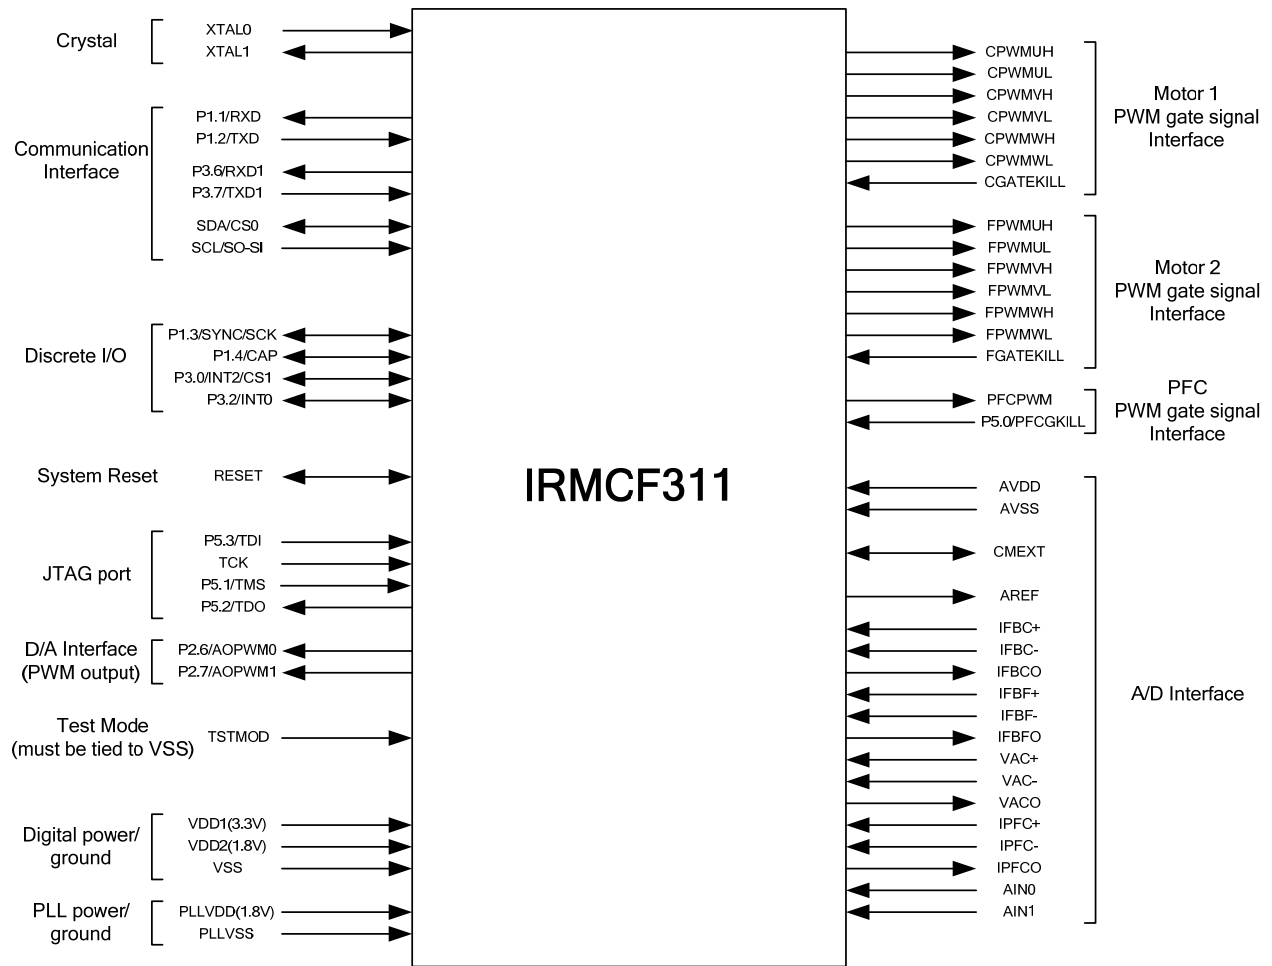 Crystal
XTAL0
XTAL1
Communication
Interface
P1.1/RXD
P1.2/TXD
P3.6/RXD1
P3.7/TXD1
SDA/CS0
SCL/SO-SI
Discrete I/O
P1.3/SYNC/SCK
P1.4/CAP
P3.0/INT2/CS1
P3.2/INT0
System Reset
RESET
JTAG port
P5.3/TDI
TCK
P5.1/TMS
P5.2/TDO
D/A Interface
(PWM output)
P2.6/AOPWM0
P2.7/AOPWM1
Test Mode
(must be tied to VSS)
TSTMOD
Digital power/
ground
VDD1(3.3V)
VDD2(1.8V)
VSS
PLL power/
ground
PLLVDD(1.8V)
PLLVSS
IRMCF311
CPWMUH
CPWMUL
CPWMVH
CPWMVL
CPWMWH
CPWMWL
CGATEKILL
Motor 1
PWM gate signal
Interface
FPWMUH
FPWMUL
FPWMVH
FPWMVL
FPWMWH
FPWMWL
FGATEKILL
Motor 2
PWM gate signal
Interface
PFCPWM
P5.0/PFCGKILL
PFC
PWM gate signal
Interface
AVDD
AVSS
CMEXT
AREF
IFBC+
IFBC-
IFBCO
IFBF+
IFBF-
IFBFO
VAC+
VAC-
VACO
IPFC+
IPFC-
IPFCO
AIN0
AIN1
A/D Interface